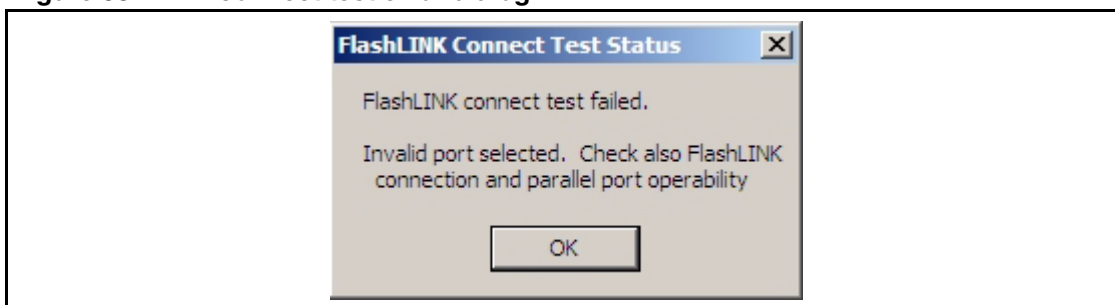 FlashLINK Connect Test Status
FlashLINK connect test failed.
Invalid port selected. Check also FlashLINK
connection and parallel port operability
OK